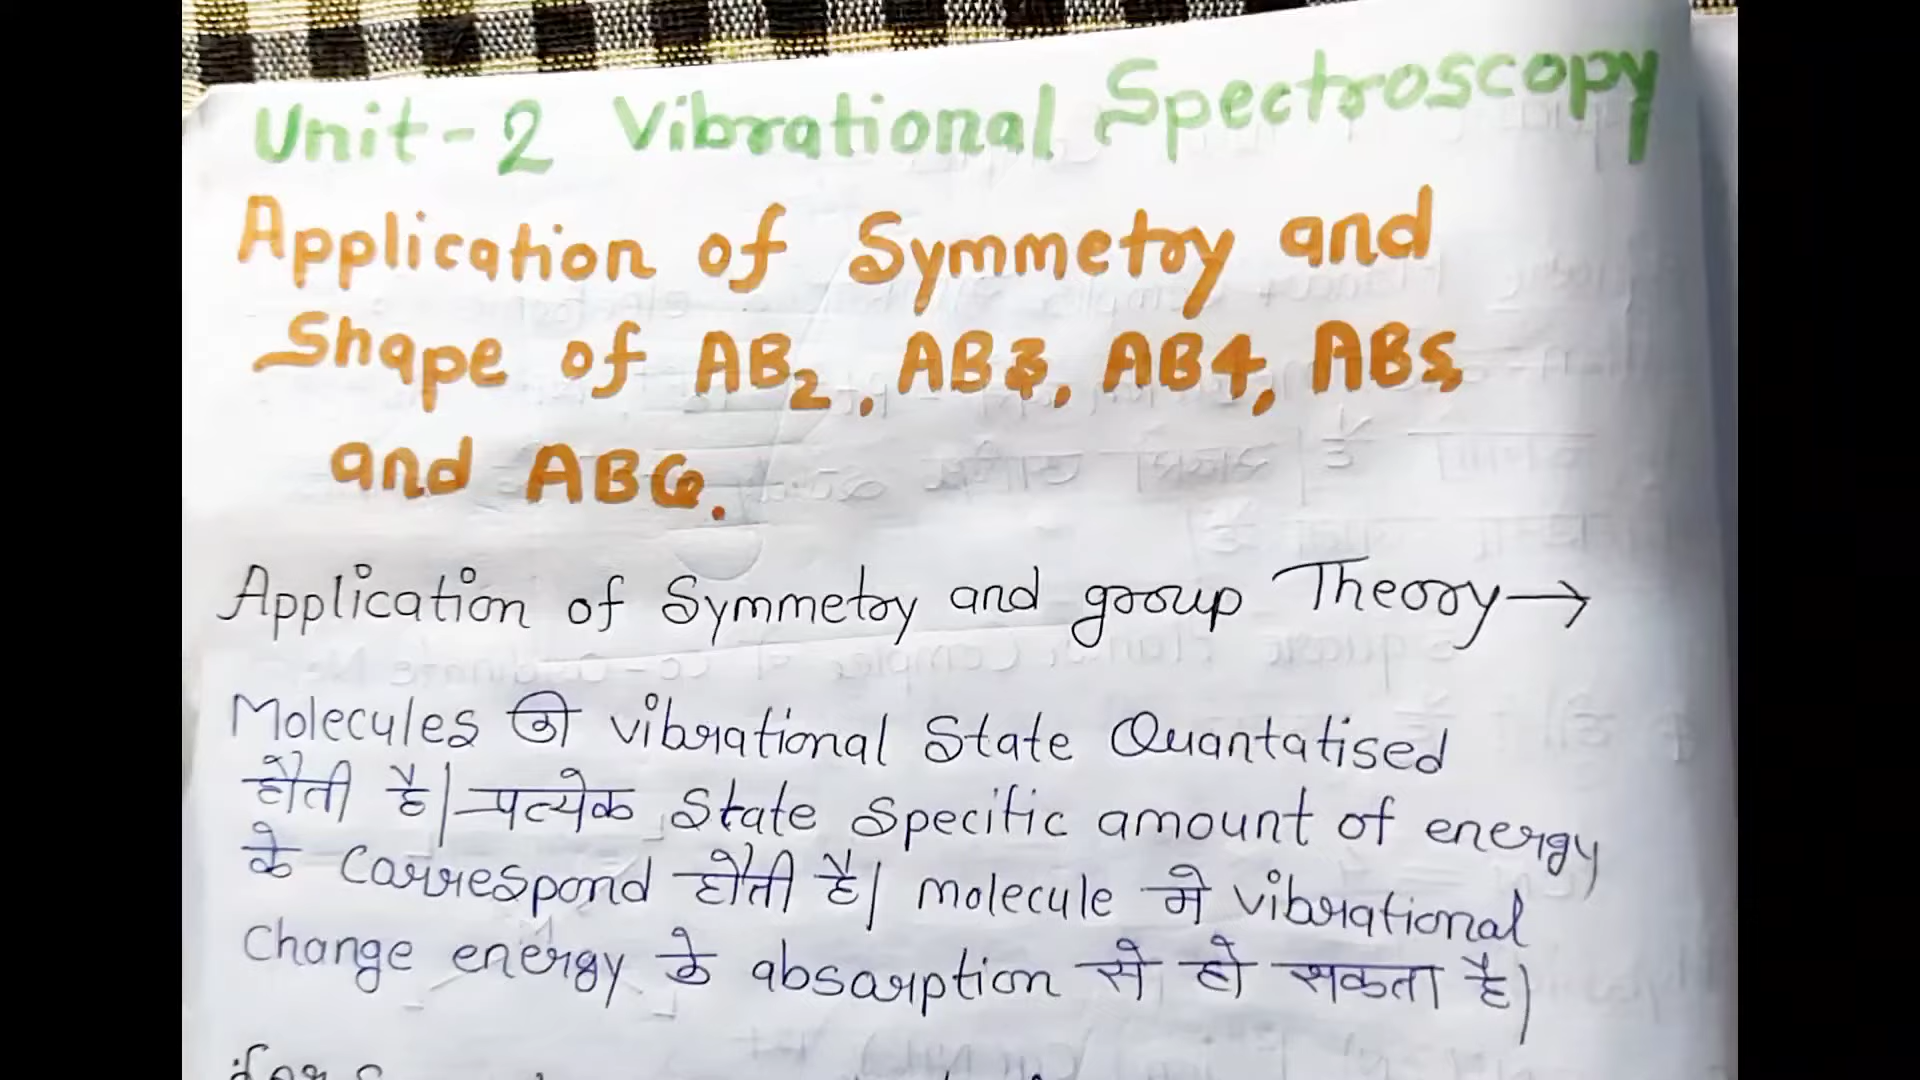 Unit-2 Vibrational Spectroscopy
Application of Symmetry and
Shape of AB2, AB3, AB4, AB5,
and AB6.
Application of Symmetry and group Theory →
Molecules की vibrational State Quantatised
होती है। प्रत्येक State Specific amount of energy
के Correspond होती है। molecule मे vibrational
Change energy के absorption से हो सकता है।